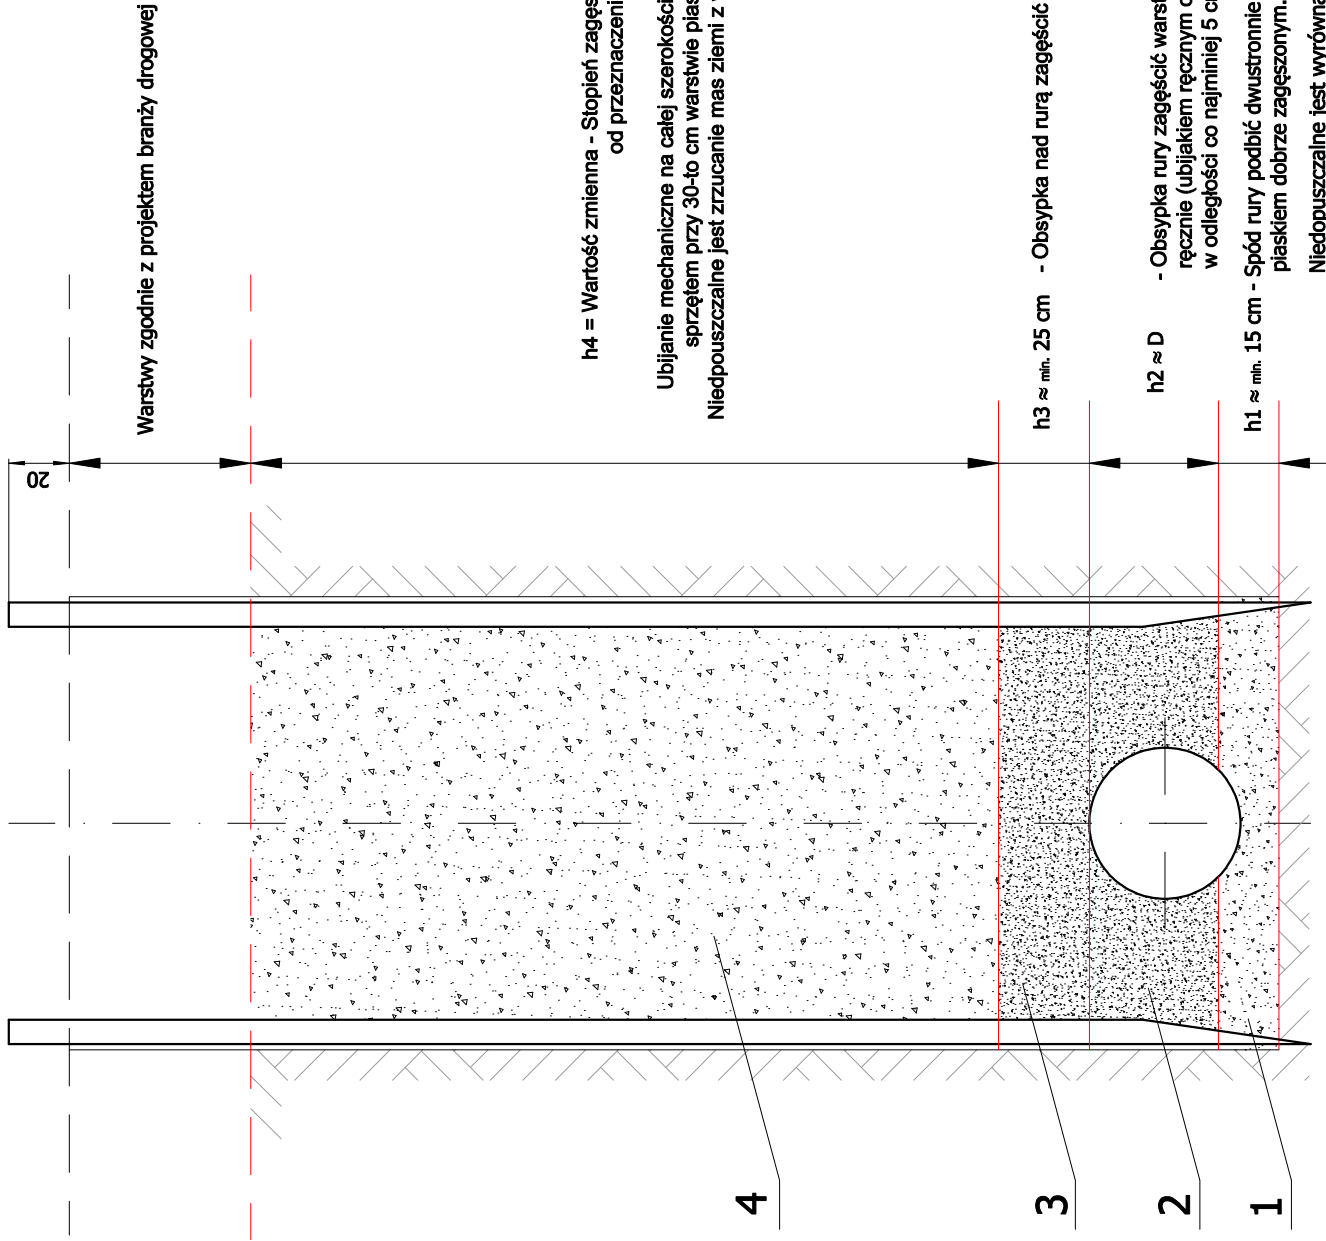 20
Warstwy zgodnie z projektem branży drogowej
h4 = Wartość zmienna - Stopień zagęs
od przeznaczeni
Ubijanie mechaniczne na całej szerokości
sprzętem przy 30-to cm warstwie pias
Niedpouszczalne jest zrzucanie mas ziemi z
h3 ≈ min. 25 cm - Obsypka nad rurą zagęścić
h2 ≈ D - Obsypka rury zagęścić warst
ręcznie (ubijakiem ręcznym o
w odległości co najmniej 5 c
h1 ≈ min. 15 cm - Spód rury podbić dwustronnie
piaskiem dobrze zagęszonym.
Niedopuszczalne jest wyrówna
4
3
2
1